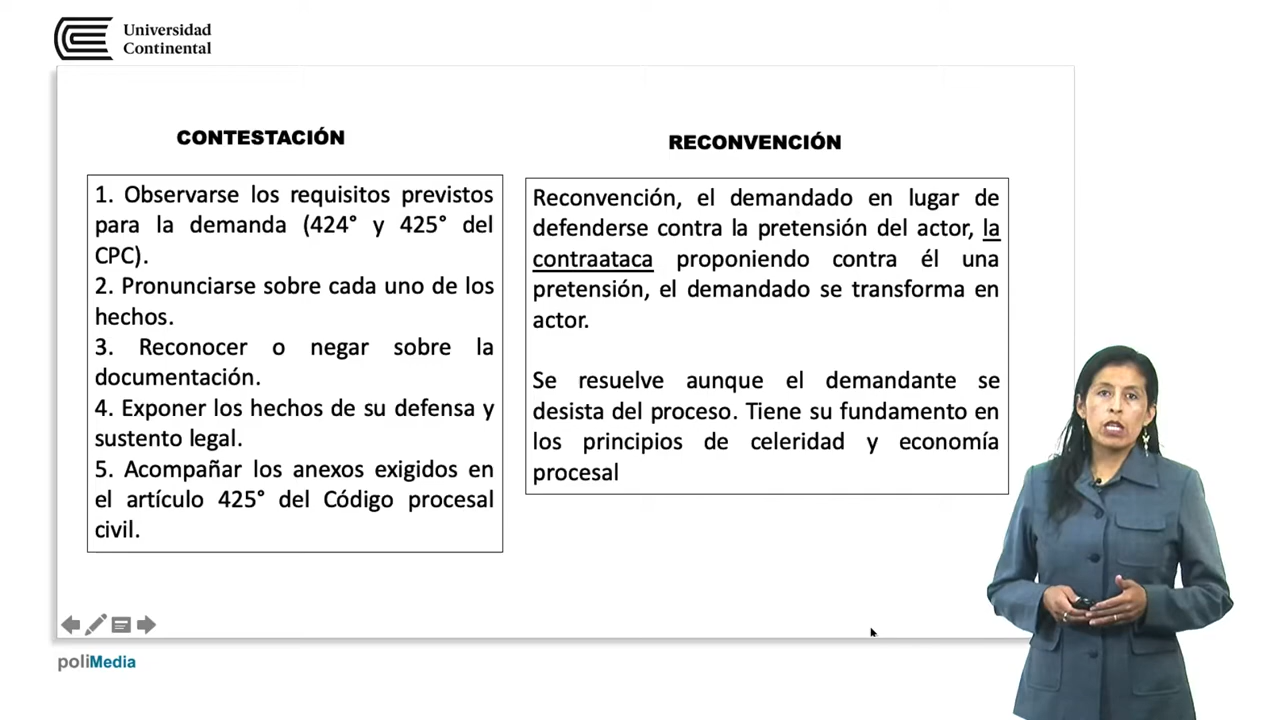 Universidad
Continental
CONTESTACIÓN
1. Observarse los requisitos previstos
para la demanda (424° y 425° del
CPC).
2. Pronunciarse sobre cada uno de los
hechos.
3. Reconocer o negar sobre la
documentación.
4. Exponer los hechos de su defensa y
sustento legal.
5. Acompañar los anexos exigidos en
el artículo 425° del Código procesal
civil.
RECONVENCIÓN
Reconvención, el demandado en lugar de
defenderse contra la pretensión del actor, la
contraataca proponiendo contra él una
pretensión, el demandado se transforma en
actor.
Se resuelve aunque el demandante se
desista del proceso. Tiene su fundamento en
los principios de celeridad y economía
procesal
poliMedia